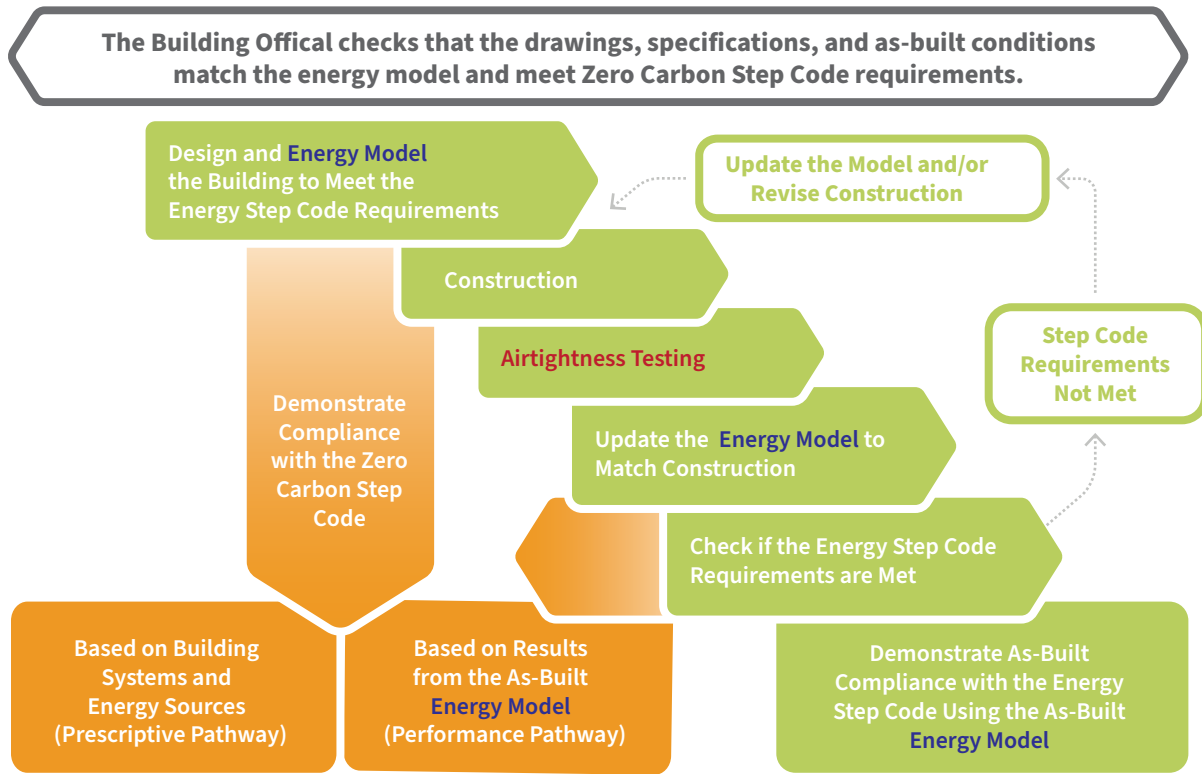 The Building Offical checks that the drawings, specifications, and as-built conditions
match the energy model and meet Zero Carbon Step Code requirements.
Design and Energy Model
the Building to Meet the
Energy Step Code Requirements
Update the Model and/or
Revise Construction
Construction
Step Code
Requirements
Not Met
Airtightness Testing
Update the Energy Model to
Match Construction
Demonstrate
Compliance
with the Zero
Carbon Step
Code
Check if the Energy Step Code
Requirements are Met
Based on Building
Systems and
Energy Sources
(Prescriptive Pathway)
Based on Results
from the As-Built
Energy Model
(Performance Pathway)
Demonstrate As-Built
Compliance with the Energy
Step Code Using the As-Built
Energy Model